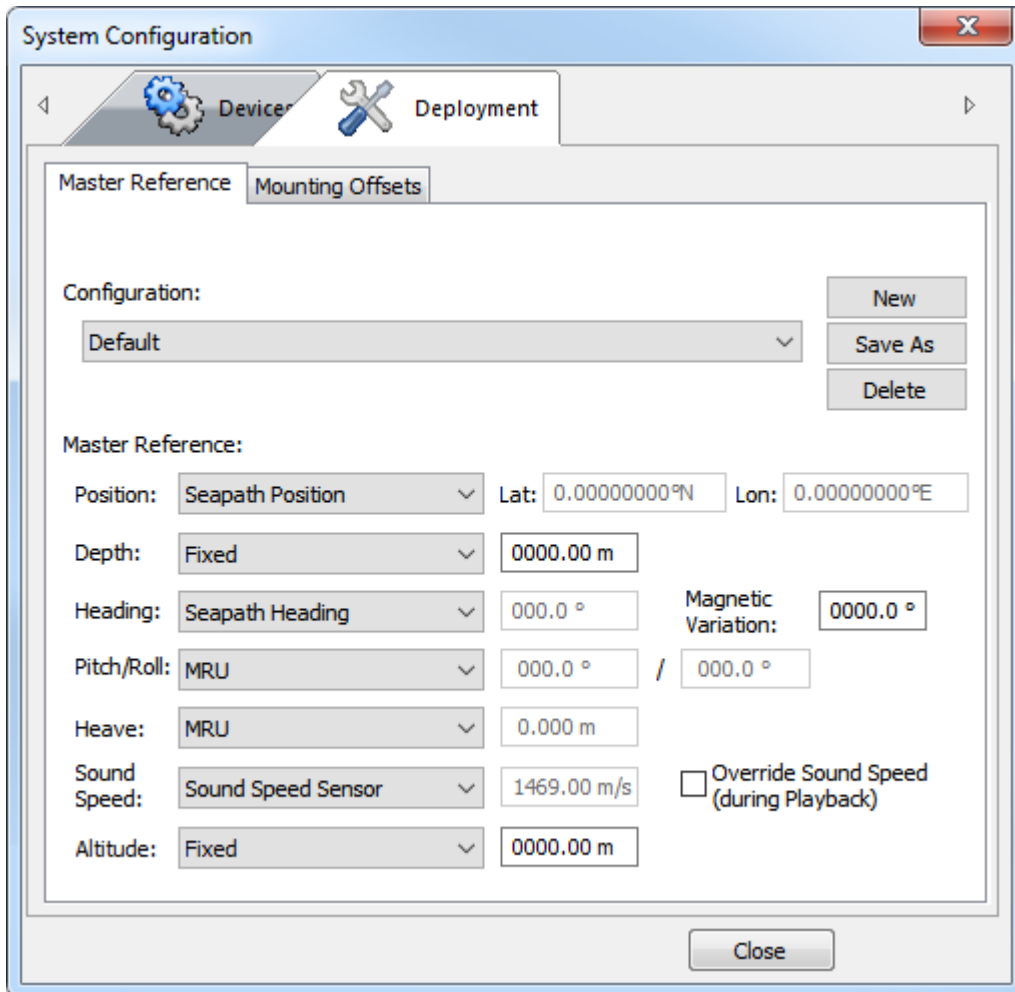 System Configuration
Devices
Deployment
Master Reference
Mounting Offsets
Configuration:
New
Default
Save As
Delete
Master Reference:
Position: Seapath Position Lat: 0.00000000°N Lon: 0.00000000°E
Depth: Fixed 0000.00 m
Heading: Seapath Heading 000.0 ° Magnetic Variation: 0000.0 °
Pitch/Roll: MRU 000.0 ° / 000.0 °
Heave: MRU 0.000 m
Sound Speed: Sound Speed Sensor 1469.00 m/s Override Sound Speed (during Playback)
Altitude: Fixed 0000.00 m
Close